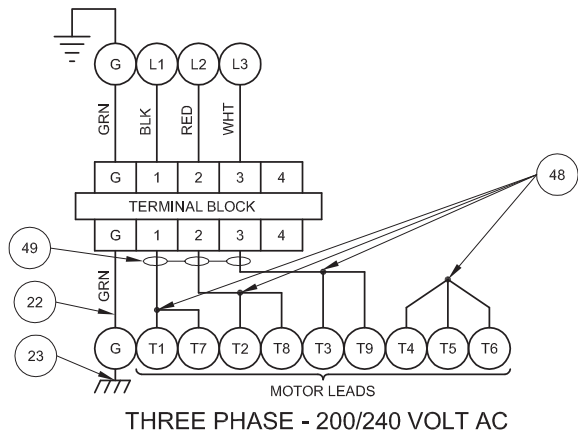 G L1 L2 L3
GRN BLK RED WHT
G 1 2 3 4
48
TERMINAL BLOCK
G 1 2 3 4
49
22
GRN
23
G T1 T7 T2 T8 T3 T9 T4 T5 T6
MOTOR LEADS
THREE PHASE - 200/240 VOLT AC